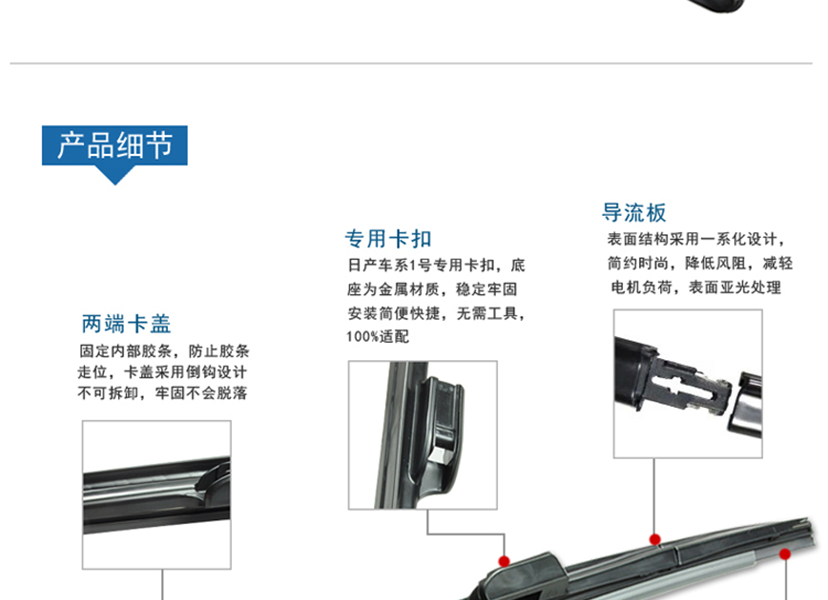 产品细节
导流板
表面结构采用一系化设计，
简约时尚，降低风阻，减轻
电机负荷，表面亚光处理
专用卡扣
日产车系1号专用卡扣，底
座为金属材质，稳定牢固
安装简便快捷，无需工具，
100%适配
两端卡盖
固定内部胶条，防止胶条
走位，卡盖采用倒钩设计
不可拆卸，牢固不会脱落